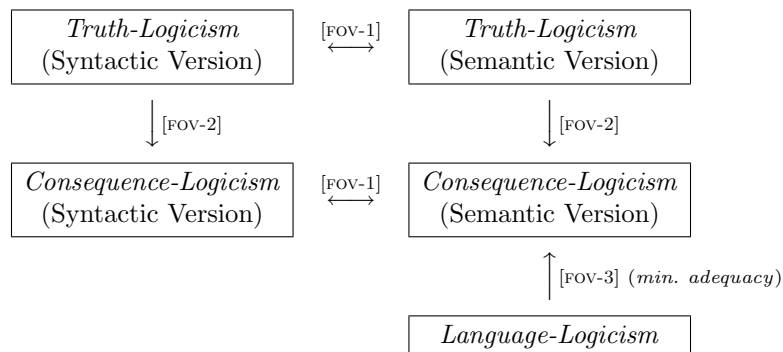 Truth-Logicism [FOV-1] Truth-Logicism
(Syntactic Version) ⟷ (Semantic Version)
↓ [FOV-2] ↓ [FOV-2]
Consequence-Logicism [FOV-1] Consequence-Logicism
(Syntactic Version) ⟷ (Semantic Version)
↑ [FOV-3] (min. adequacy)
Language-Logicism